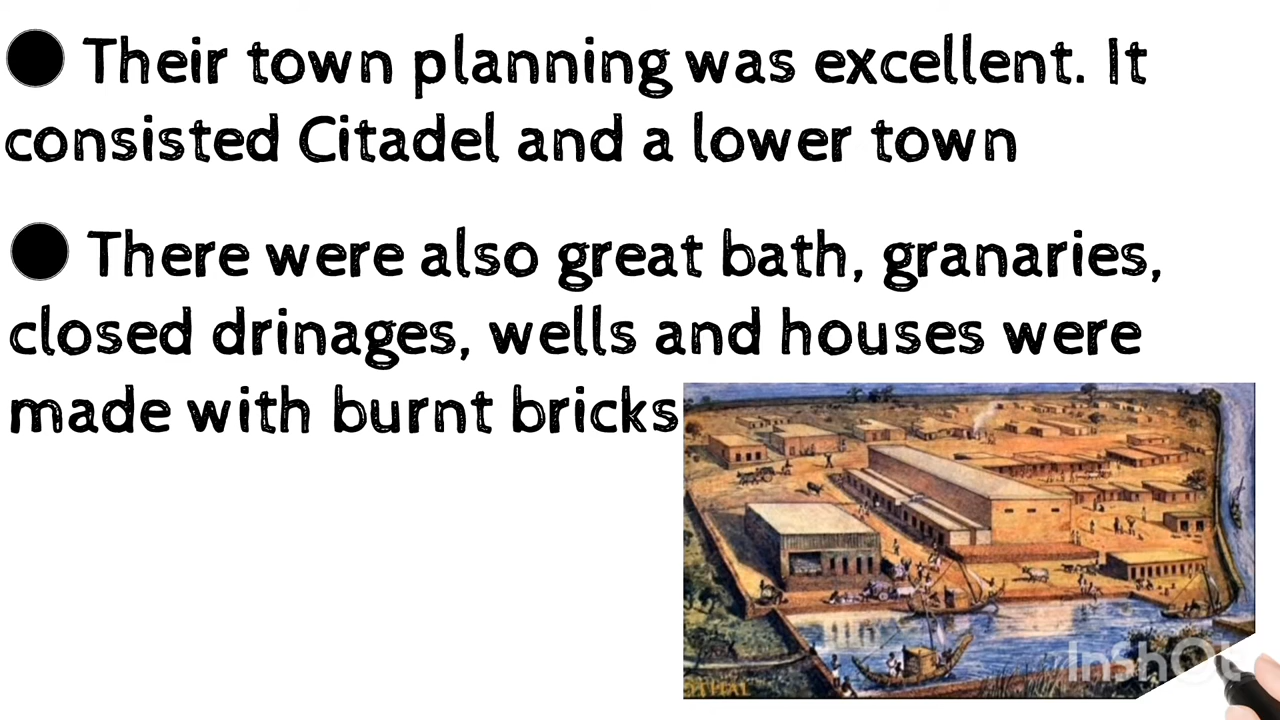 ● Their town planning was excellent. It
consisted Citadel and a lower town
● There were also great bath, granaries,
closed drinages, wells and houses were
made with burnt bricks
InShOt